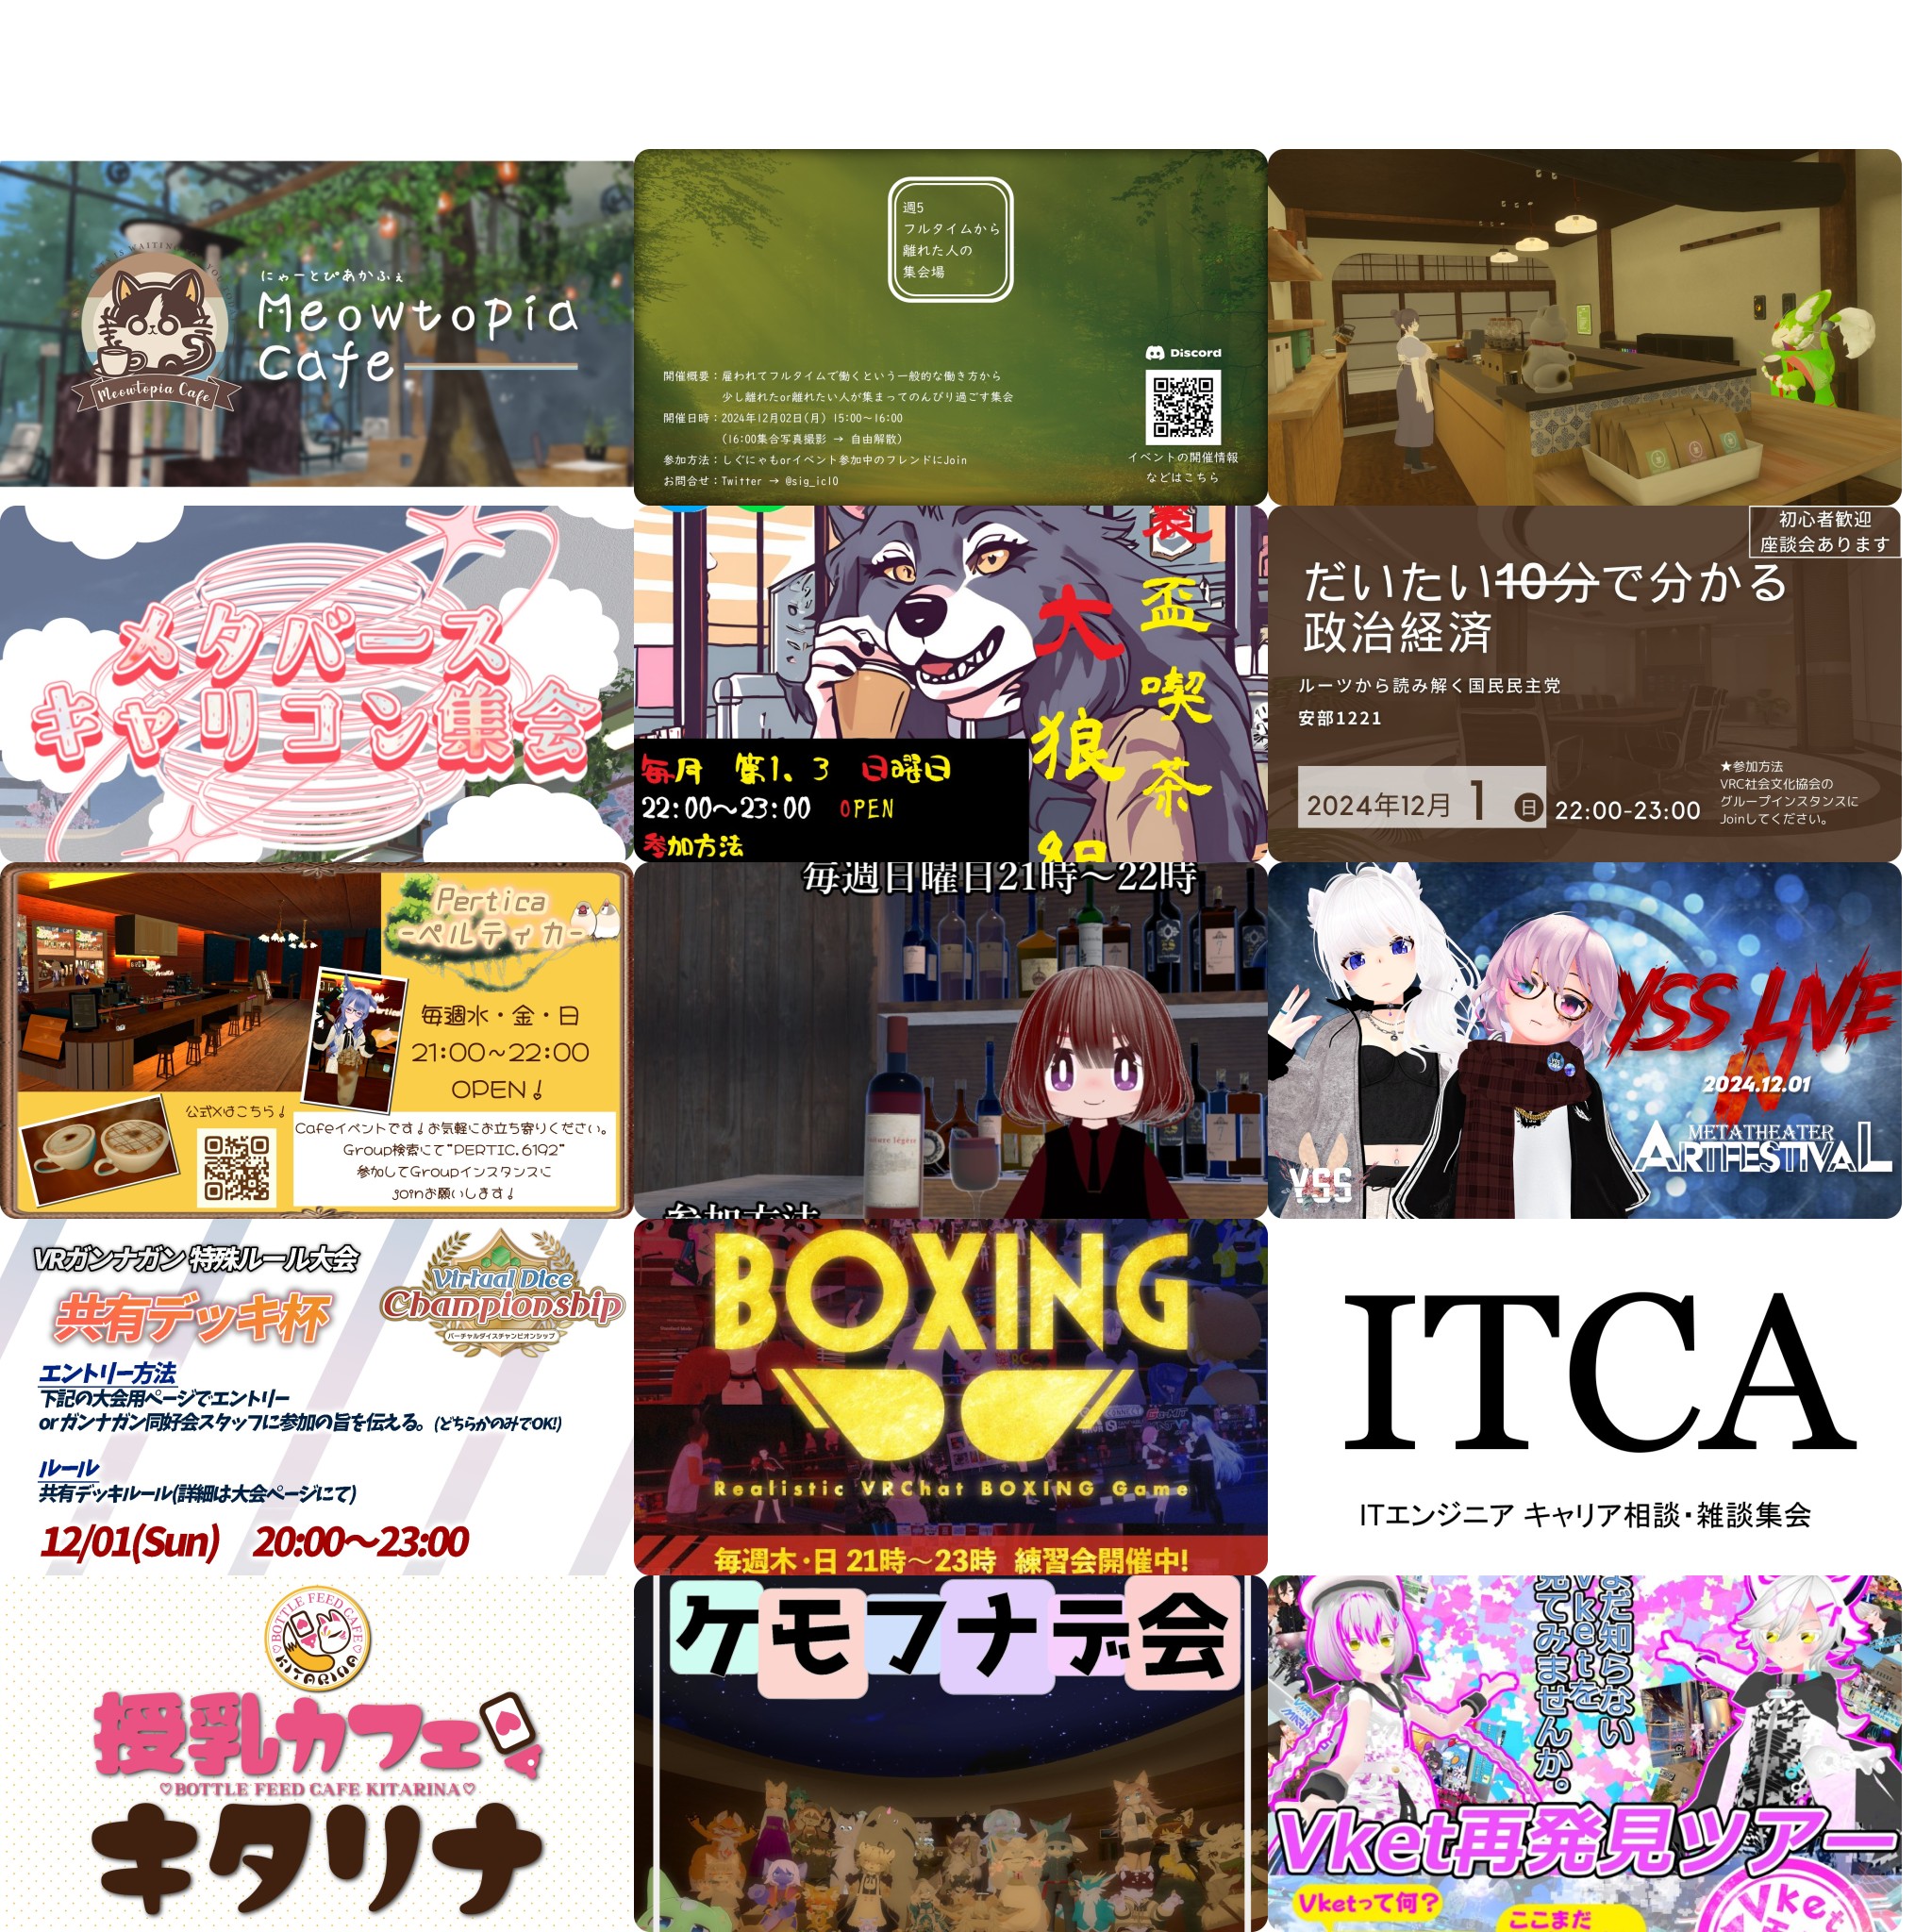 にゃーとぴあかふぇ
Meowtopia
Cafe
Meowtopia Cafe
週5
フルタイムから
離れた人の
集会場
Discord
開催概要：雇われてフルタイムで働くという一般的な働き方から
少し離れたor離れたい人が集まってのんびり過ごす集会
開催日時：2024年12月02日(月) 15:00～16:00
(16:00集合写真撮影 → 自由解散)
参加方法：しぐにゃもorイベント参加中のフレンドにJoin
お問合せ：Twitter → @sig_icl0
イベントの開催情報
などはこちら
メタバース
キャリコン集会
盃喫茶
大狼
毎月 第1、3 日曜日
22:00～23:00 OPEN
参加方法
初心者歓迎
座談会あります
だいたい10分で分かる
政治経済
ルーツから読み解く国民民主党
安部1221
2024年12月 1 日 22:00-23:00
★参加方法
VRC社会文化協会の
グループインスタンスに
Joinしてください。
Pertica
-ペルティカ-
毎週水・金・日
21:00~22:00
OPEN!
公式Xはこちら!
Cafeイベントです!お気軽にお立ち寄りください。
Group検索にて"PERTIC.6192"
参加してGroupインスタンスに
joinお願いします!
毎週日曜日21時～22時
参加方法
YSS LIVE
2024.12.01
METATHEATER
ARTFESTIVAL
YSS
VRガンナガン 特殊ルール大会
共有デッキ杯
Virtual Dice
Championship
バーチャルダイスチャンピオンシップ
エントリー方法
下記の大会用ページでエントリー
or ガンナガン同好会スタッフに参加の旨を伝える。(どちらかのみでOK!)
ルール
共有デッキルール(詳細は大会ページにて)
12/01(Sun) 20:00～23:00
BOXING
Realistic VRChat BOXING Game
毎週木・日 21時～23時 練習会開催中!
ITCA
ITエンジニア キャリア相談・雑談集会
BOTTLE FEED CAFE
KITARINA
授乳カフェ
♡BOTTLE FEED CAFE KITARINA♡
キタリナ
ケモフナデ会
まだ知らない
Vketを
見てみませんか。
Vket再発見ツアー
Vketって何?
ここまだ
Vket